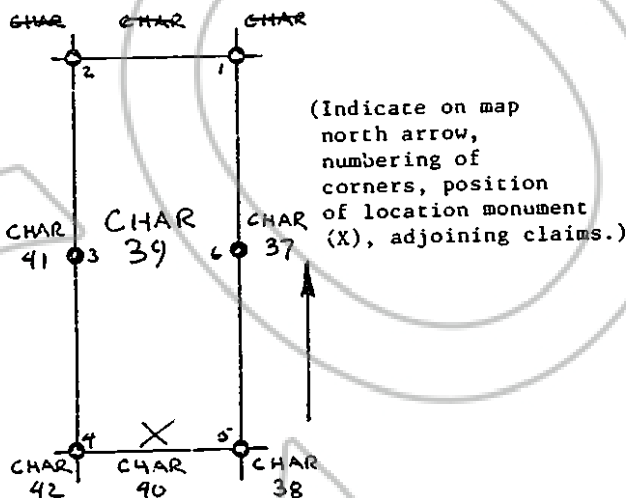 CHAR CHAR CHAR
2 1
(Indicate on map
north arrow,
numbering of
corners, position
of location monument
(X), adjoining claims.)
CHAR
41
3
CHAR
39
6
CHAR
37
4
X
5
CHAR
42
CHAR
40
CHAR
38